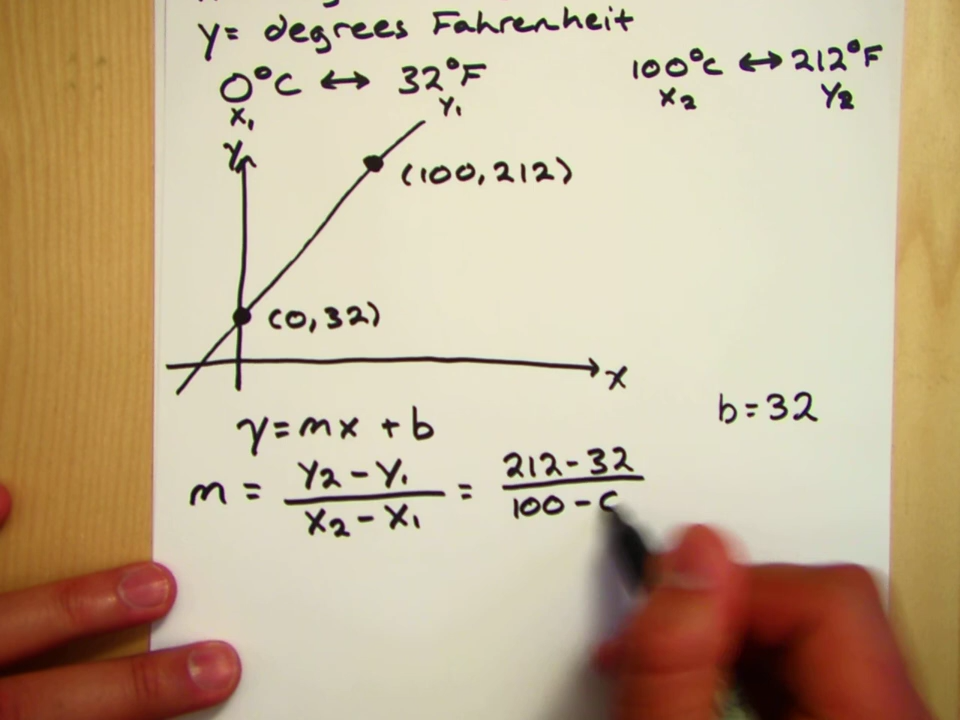 y = degrees Fahrenheit
0°C ↔ 32°F
x₁ y₁
100°C ↔ 212°F
x₂ y₂
y
(100, 212)
(0, 32)
x
b = 32
y = mx + b
m = (y₂ - y₁)/(x₂ - x₁) = (212 - 32)/(100 -